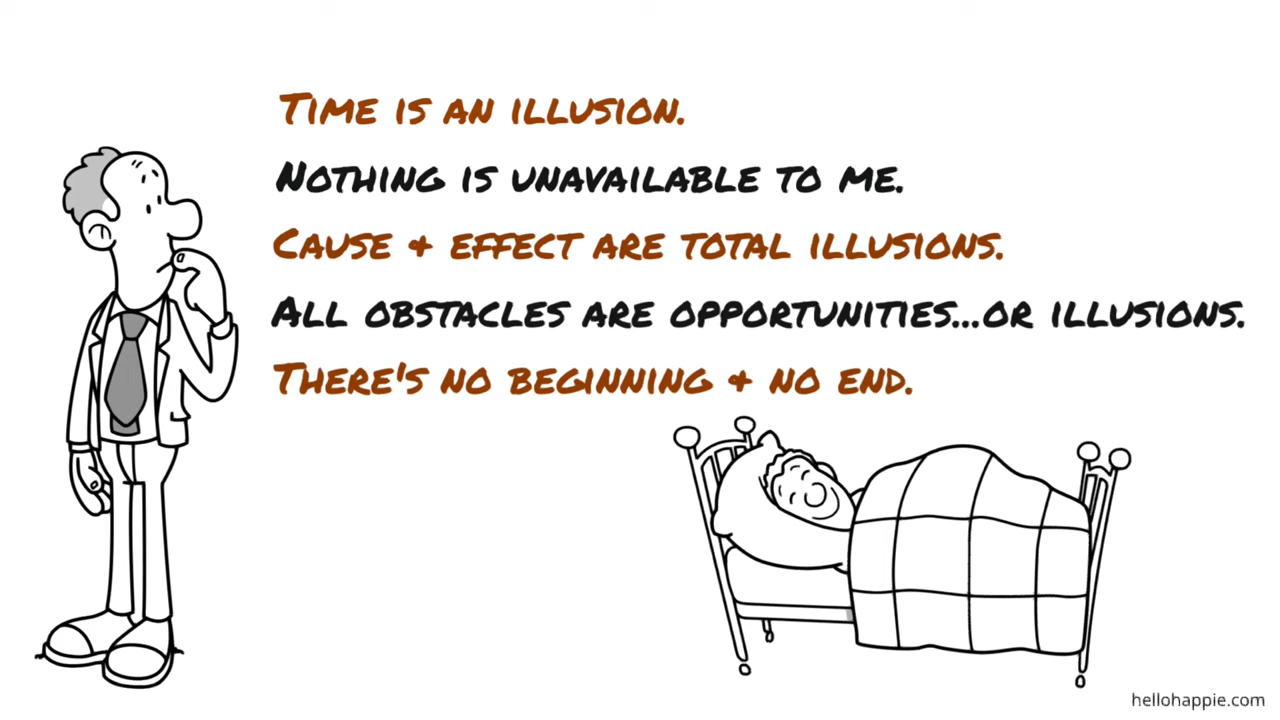 Time is an illusion.
Nothing is unavailable to me.
Cause & effect are total illusions.
All obstacles are opportunities...or illusions.
There's no beginning & no end.
hellohappie.com